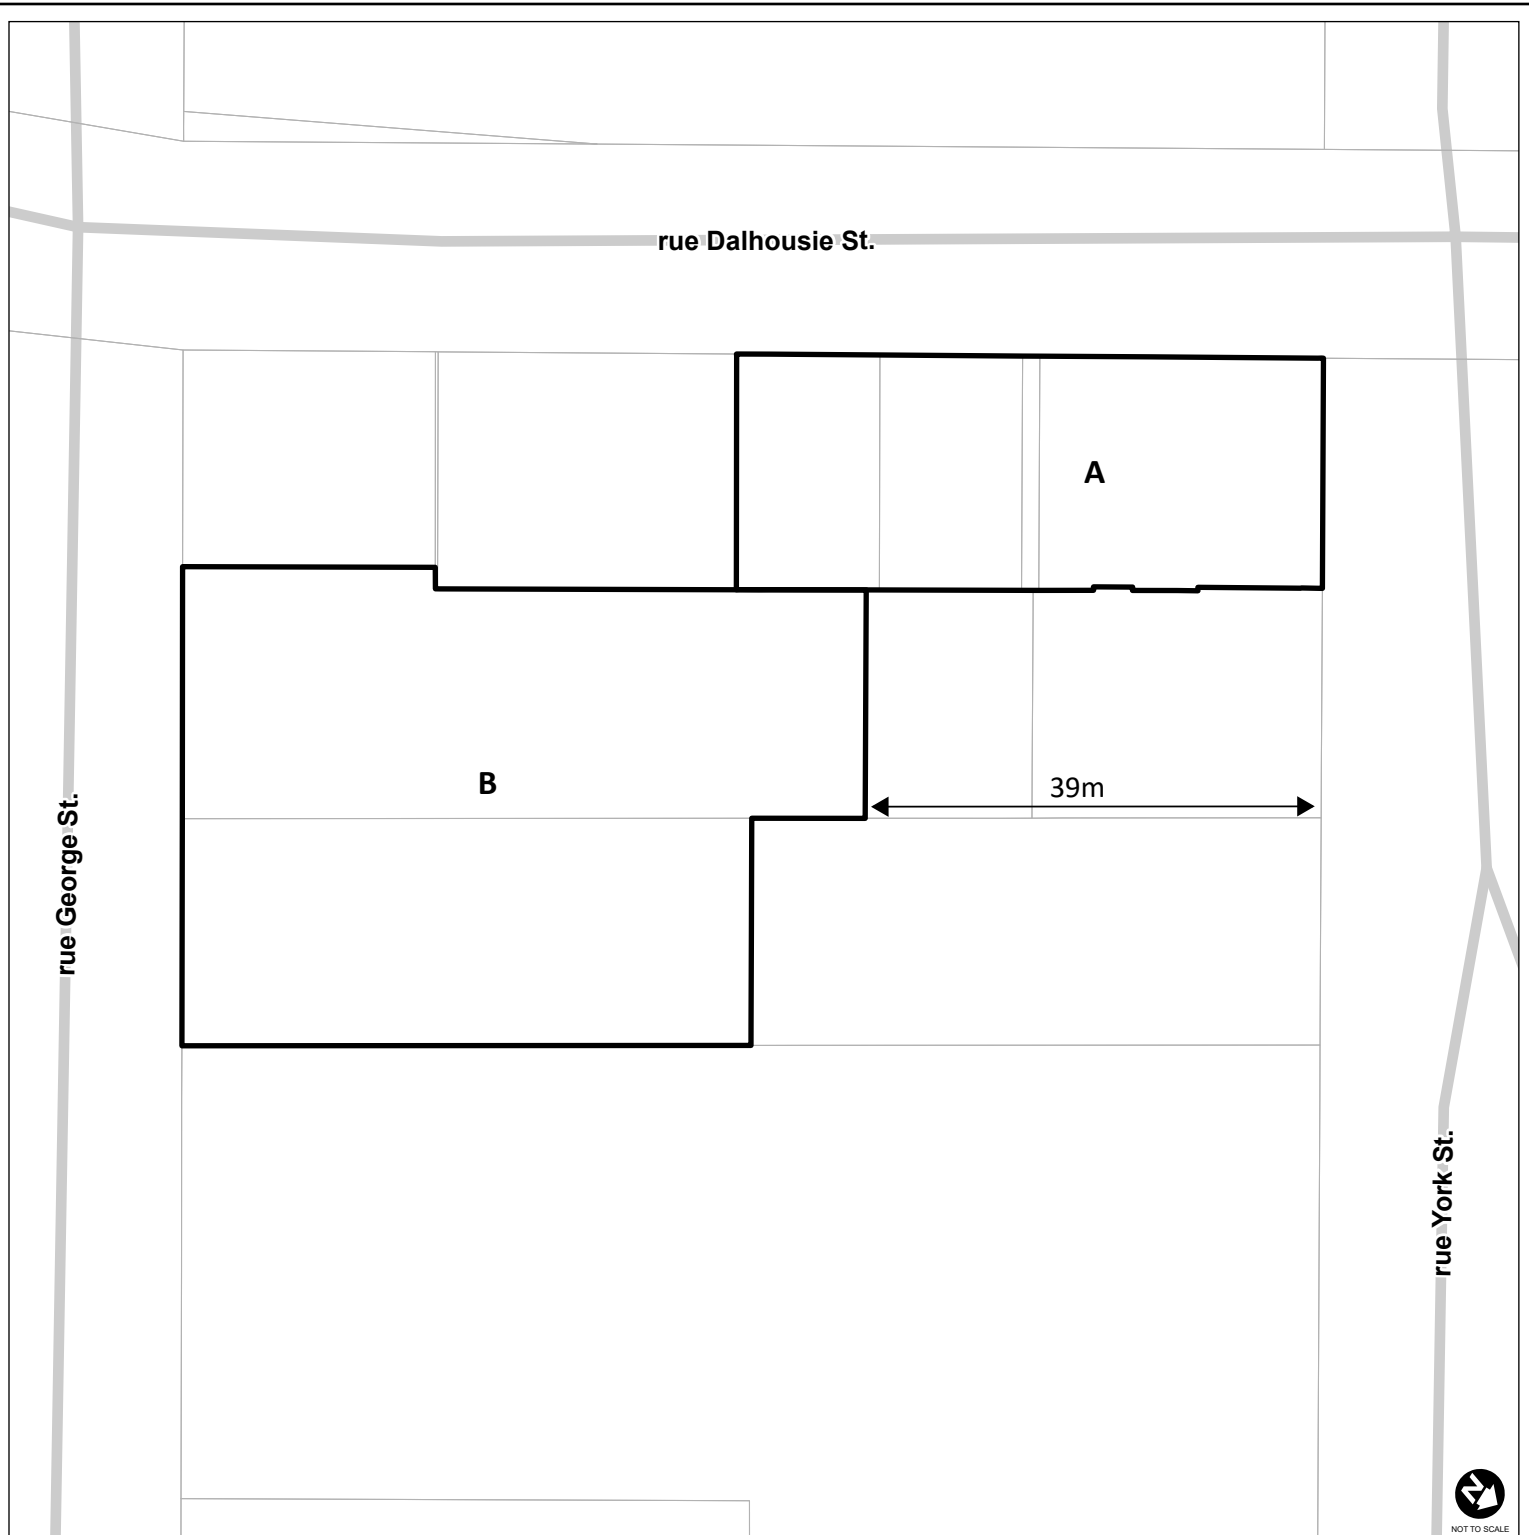 rue Dalhousie St.
A
B
39m
rue George St.
rue York St.
N
NOT TO SCALE